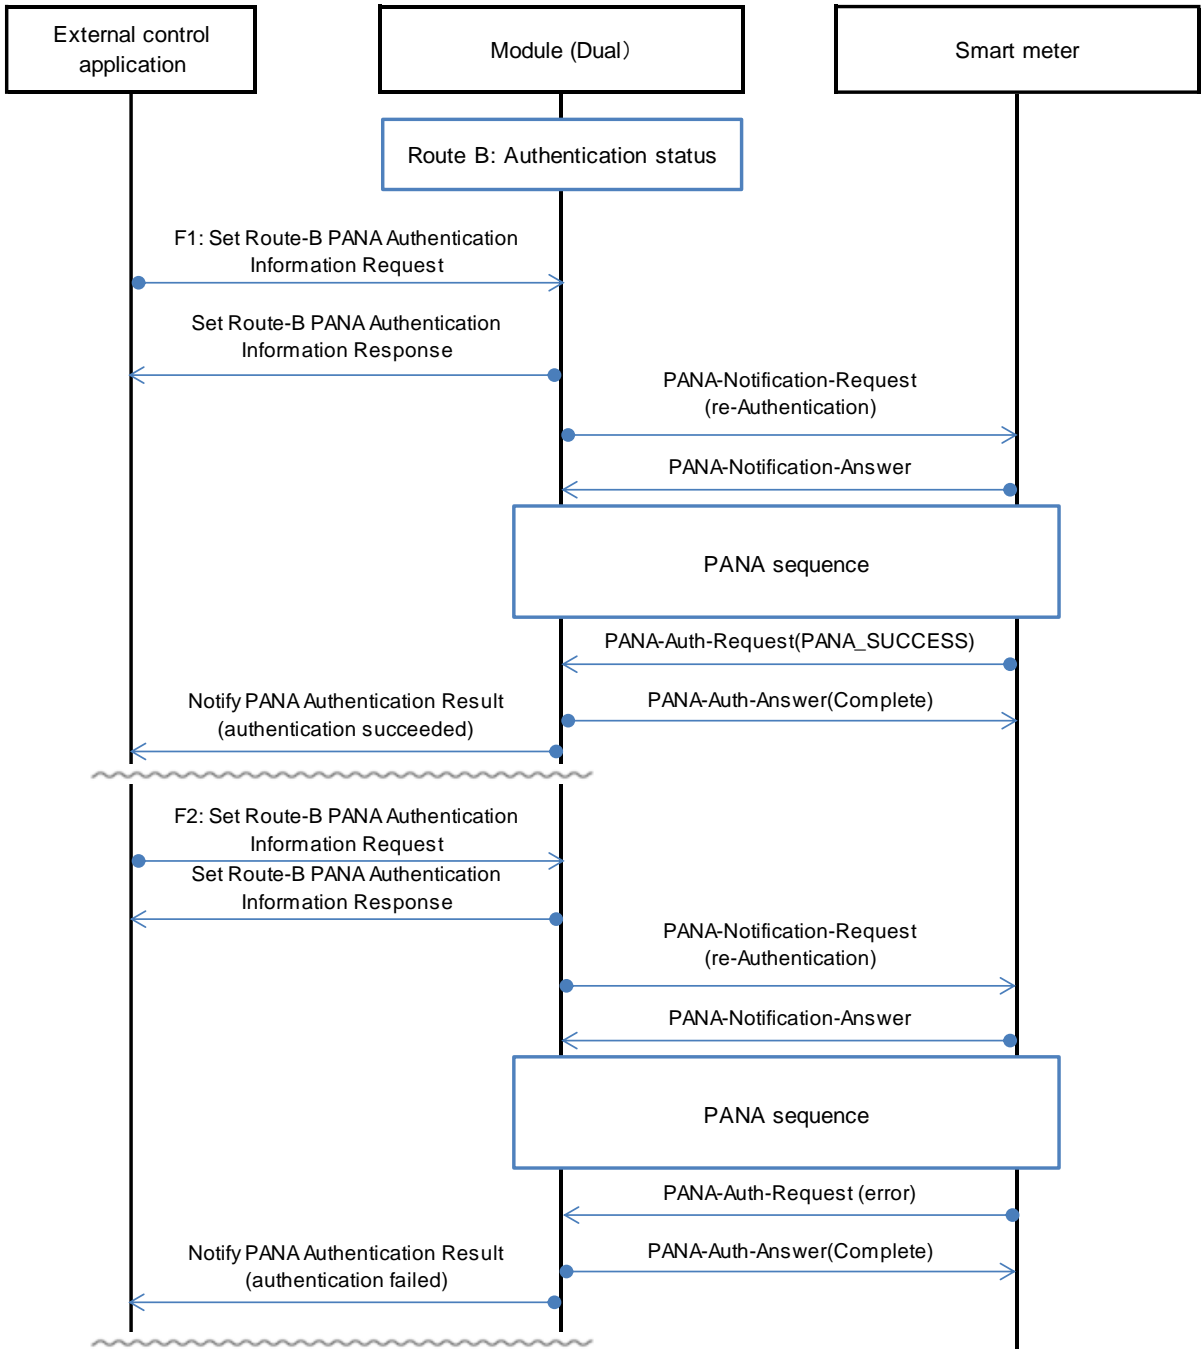 External control
application
Module (Dual）
Smart meter
Route B: Authentication status
F1: Set Route-B PANA Authentication
Information Request
Set Route-B PANA Authentication
Information Response
PANA-Notification-Request
(re-Authentication)
PANA-Notification-Answer
PANA sequence
PANA-Auth-Request(PANA_SUCCESS)
Notify PANA Authentication Result
(authentication succeeded)
PANA-Auth-Answer(Complete)
F2: Set Route-B PANA Authentication
Information Request
Set Route-B PANA Authentication
Information Response
PANA-Notification-Request
(re-Authentication)
PANA-Notification-Answer
PANA sequence
PANA-Auth-Request (error)
Notify PANA Authentication Result
(authentication failed)
PANA-Auth-Answer(Complete)